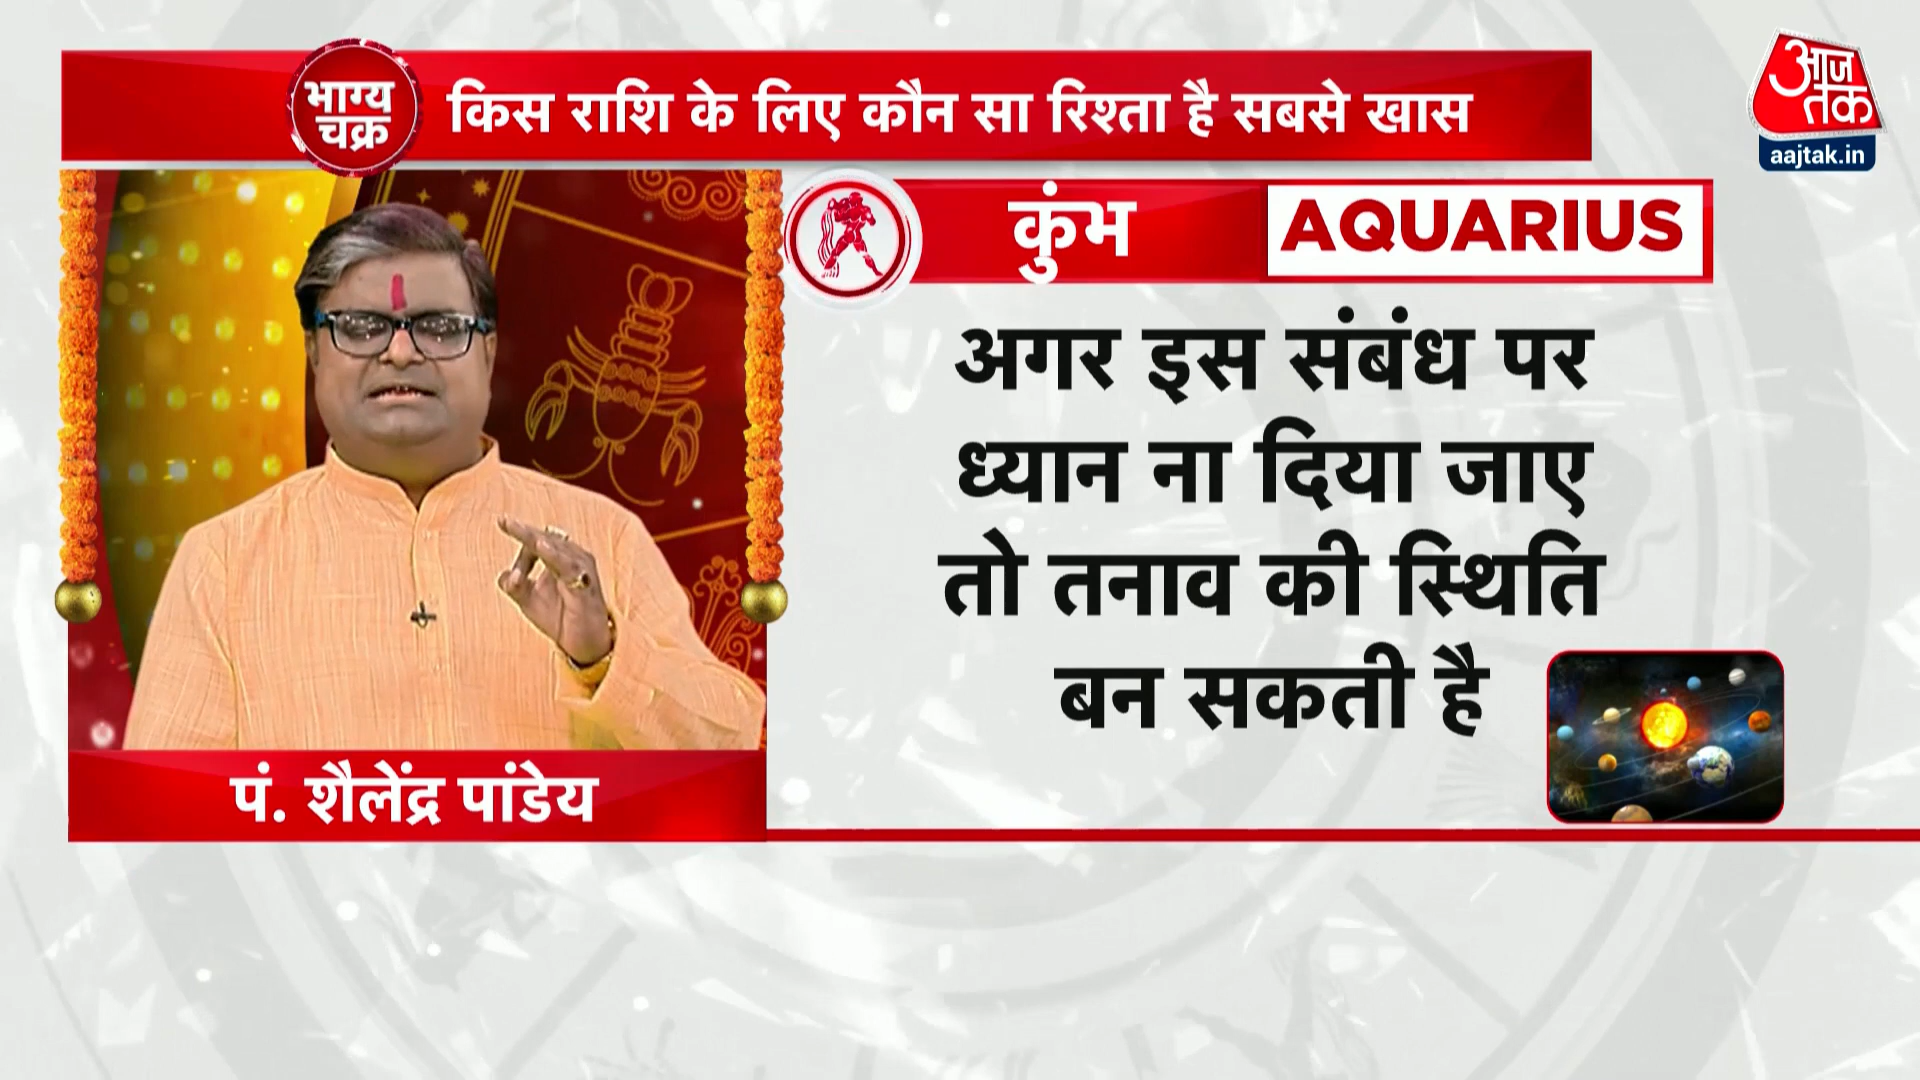 भाग्य
चक्र
किस राशि के लिए कौन सा रिश्ता है सबसे खास
आज
तक
aajtak.in
कुंभ
AQUARIUS
अगर इस संबंध पर
ध्यान ना दिया जाए
तो तनाव की स्थिति
बन सकती है
पं. शैलेंद्र पांडेय